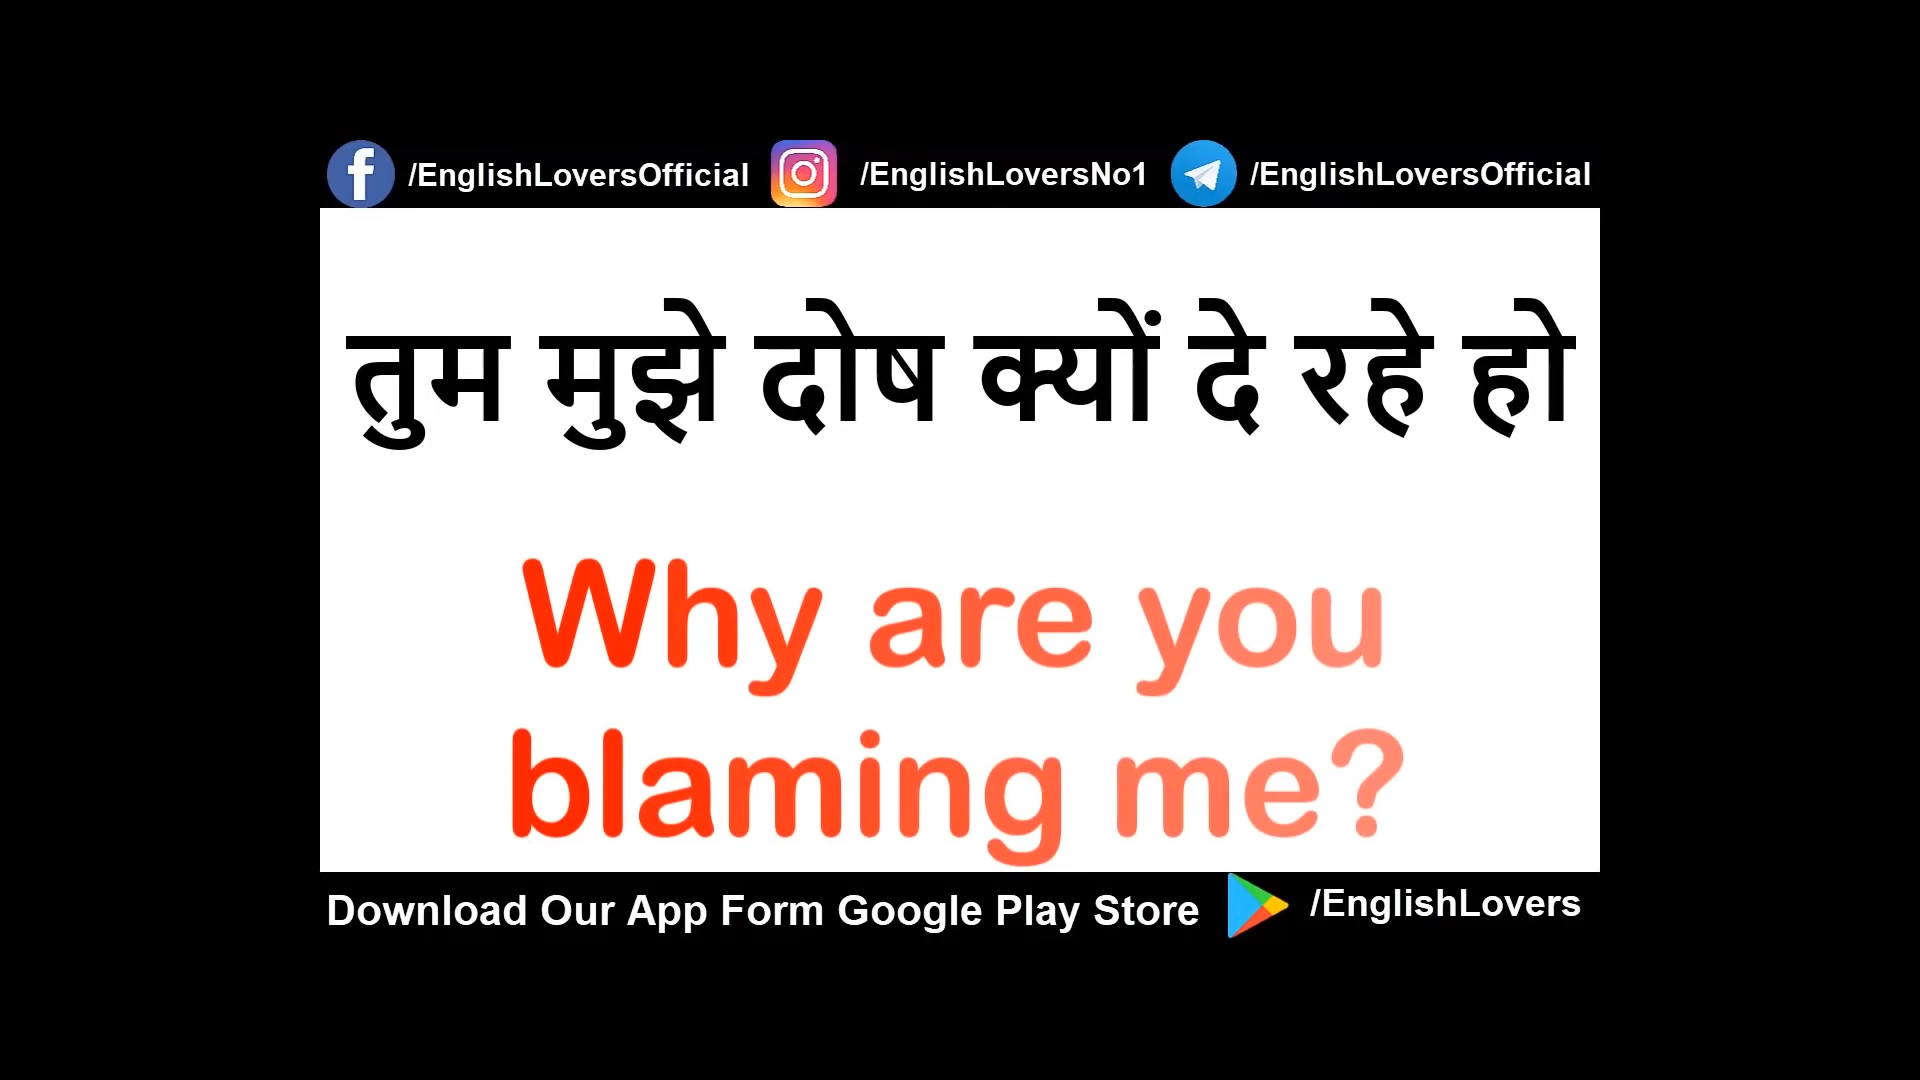 /EnglishLoversOfficial /EnglishLoversNo1 /EnglishLoversOfficial
तुम मुझे दोष क्यों दे रहे हो
Why are you
blaming me?
Download Our App Form Google Play Store /EnglishLovers